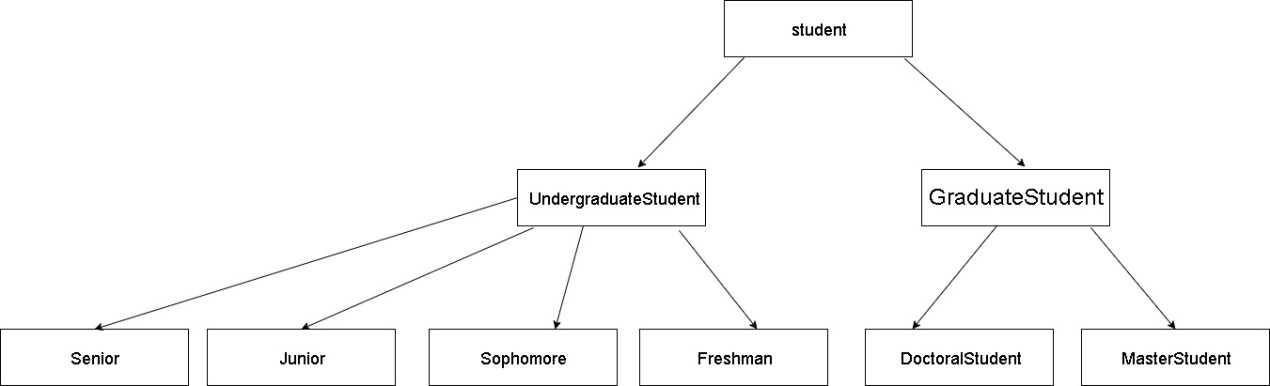 student
UndergraduateStudent
GraduateStudent
Senior
Junior
Sophomore
Freshman
DoctoralStudent
MasterStudent